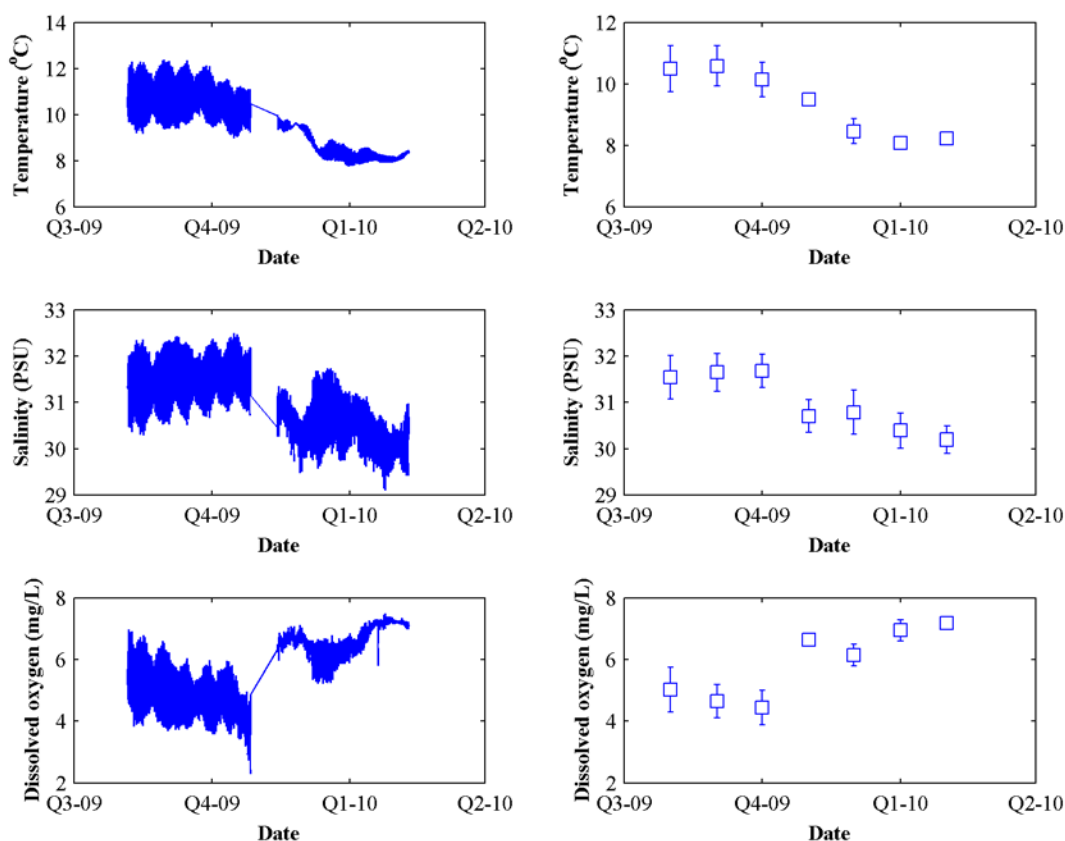 Temperature (°C)
14
12
10
8
6
Q3-09 Q4-09 Q1-10 Q2-10
Date
Temperature (°C)
12
10
8
6
Q3-09 Q4-09 Q1-10 Q2-10
Date
Salinity (PSU)
33
32
31
30
29
Q3-09 Q4-09 Q1-10 Q2-10
Date
Salinity (PSU)
33
32
31
30
29
Q3-09 Q4-09 Q1-10 Q2-10
Date
Dissolved oxygen (mg/L)
8
6
4
2
Q3-09 Q4-09 Q1-10 Q2-10
Date
Dissolved oxygen (mg/L)
8
6
4
2
Q3-09 Q4-09 Q1-10 Q2-10
Date